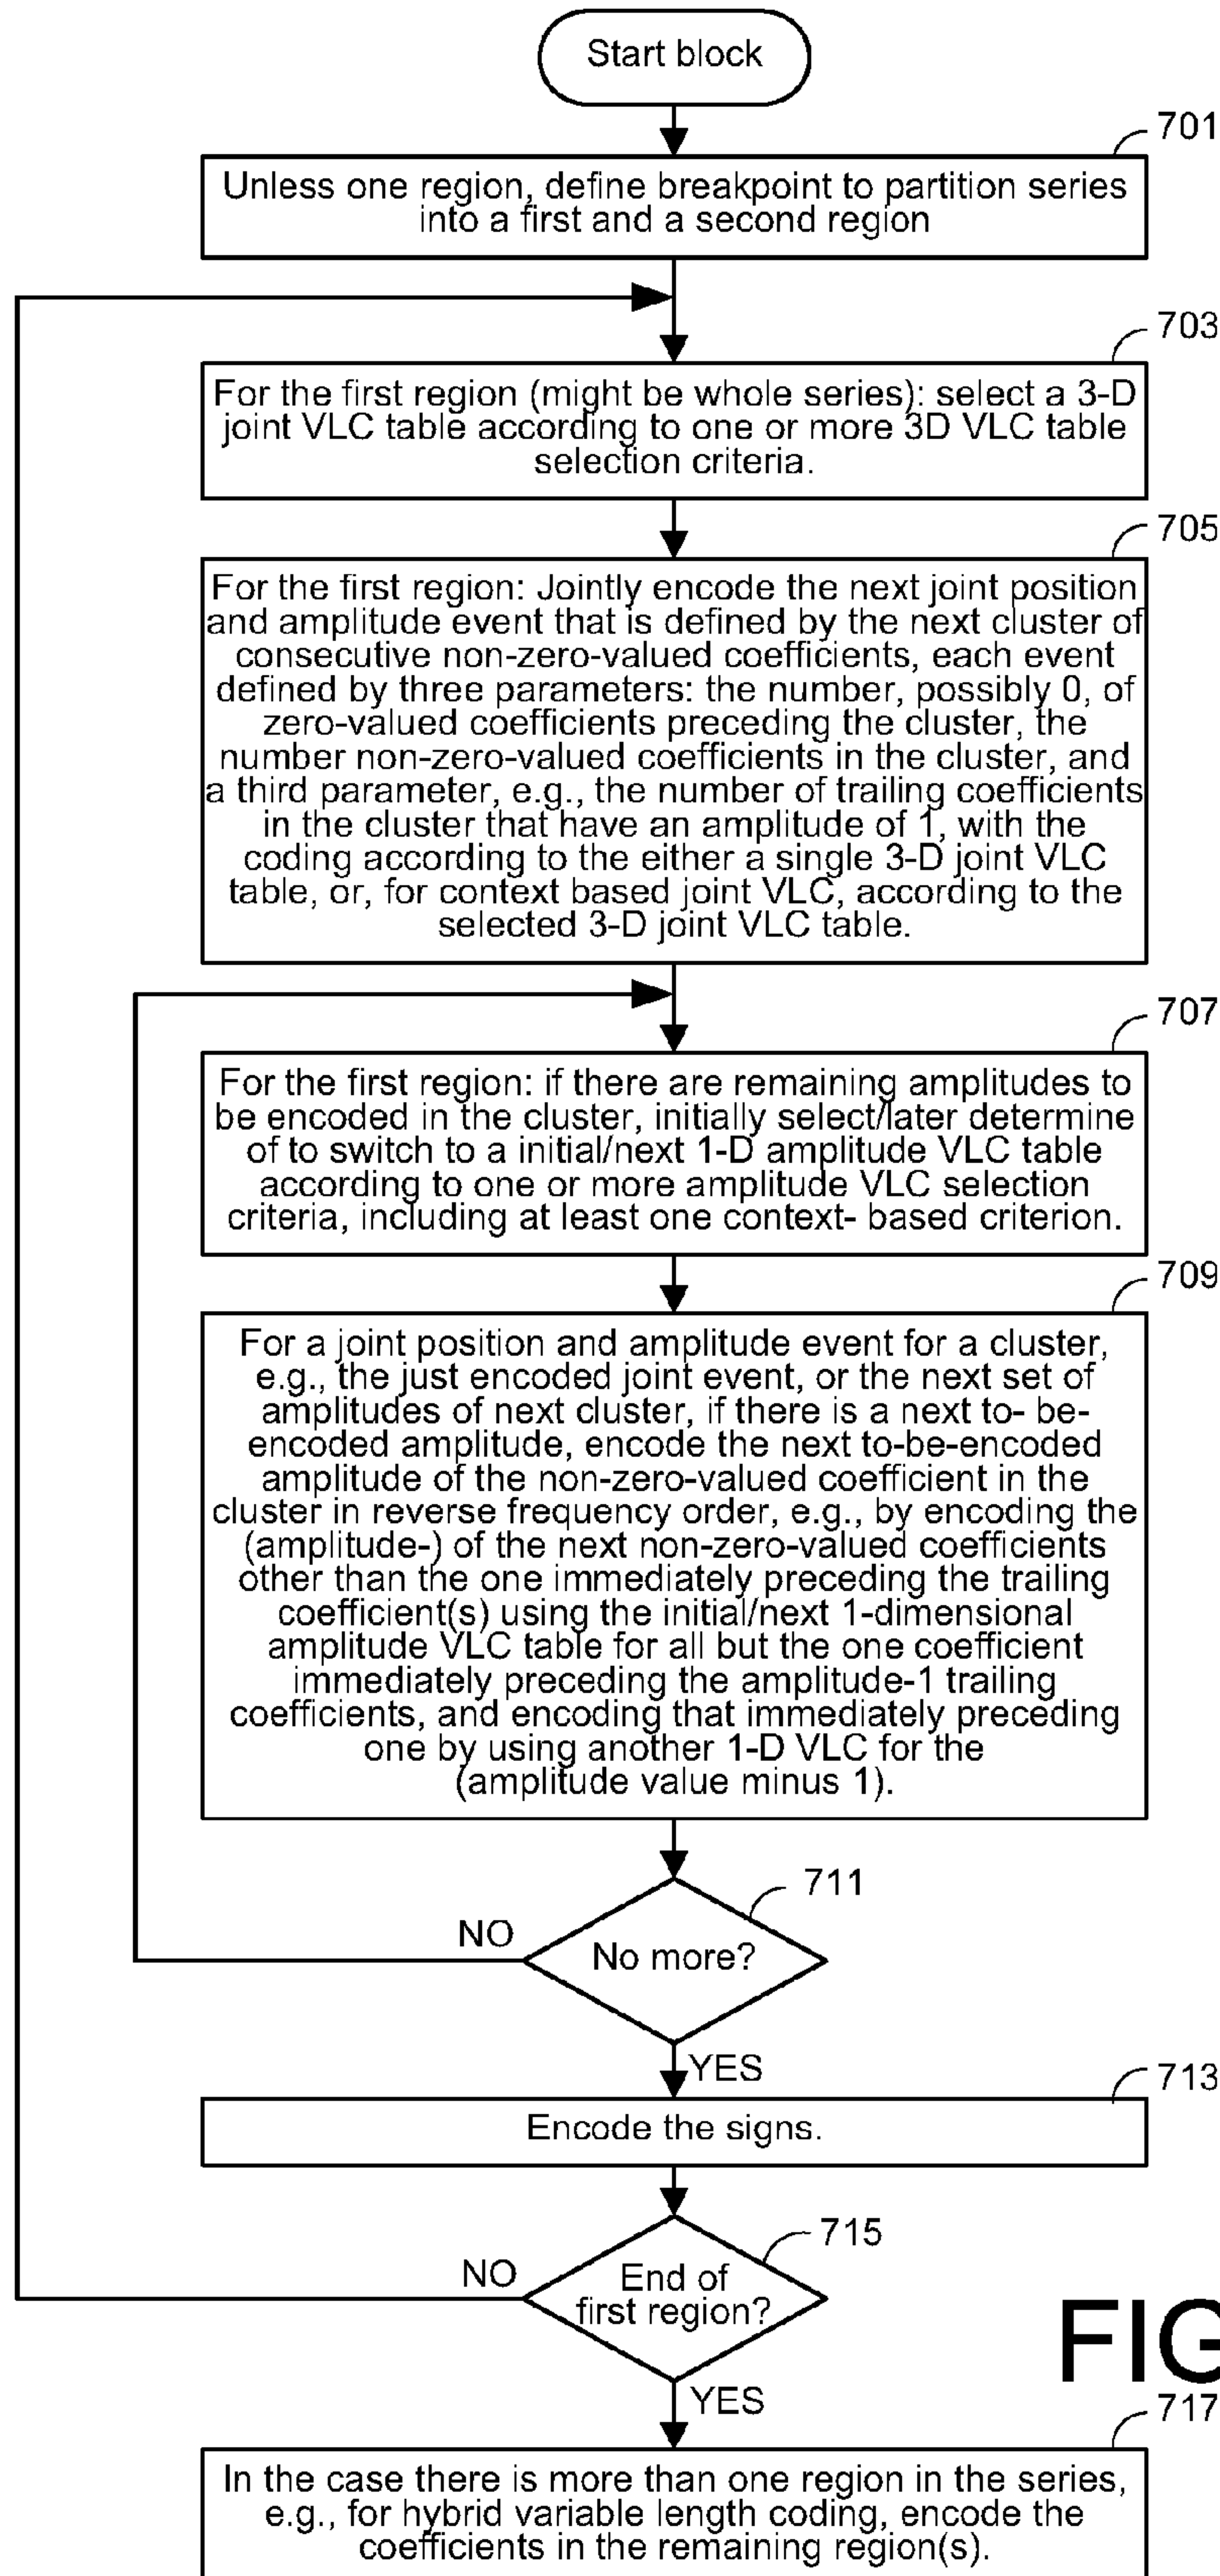 Start block
701
Unless one region, define breakpoint to partition series
into a first and a second region
703
For the first region (might be whole series): select a 3-D
joint VLC table according to one or more 3D VLC table
selection criteria.
705
For the first region: Jointly encode the next joint position
and amplitude event that is defined by the next cluster of
consecutive non-zero-valued coefficients, each event
defined by three parameters: the number, possibly 0, of
zero-valued coefficients preceding the cluster, the
number non-zero-valued coefficients in the cluster, and
a third parameter, e.g., the number of trailing coefficients
in the cluster that have an amplitude of 1, with the
coding according to the either a single 3-D joint VLC
table, or, for context based joint VLC, according to the
selected 3-D joint VLC table.
707
For the first region: if there are remaining amplitudes to
be encoded in the cluster, initially select/later determine
of to switch to a initial/next 1-D amplitude VLC table
according to one or more amplitude VLC selection
criteria, including at least one context- based criterion.
709
For a joint position and amplitude event for a cluster,
e.g., the just encoded joint event, or the next set of
amplitudes of next cluster, if there is a next to- be-
encoded amplitude, encode the next to-be-encoded
amplitude of the non-zero-valued coefficient in the
cluster in reverse frequency order, e.g., by encoding the
(amplitude-) of the next non-zero-valued coefficients
other than the one immediately preceding the trailing
coefficient(s) using the initial/next 1-dimensional
amplitude VLC table for all but the one coefficient
immediately preceding the amplitude-1 trailing
coefficients, and encoding that immediately preceding
one by using another 1-D VLC for the
(amplitude value minus 1).
711
NO
No more?
YES
713
Encode the signs.
715
NO
End of
first region?
FIG
YES
717
In the case there is more than one region in the series,
e.g., for hybrid variable length coding, encode the
coefficients in the remaining region(s).